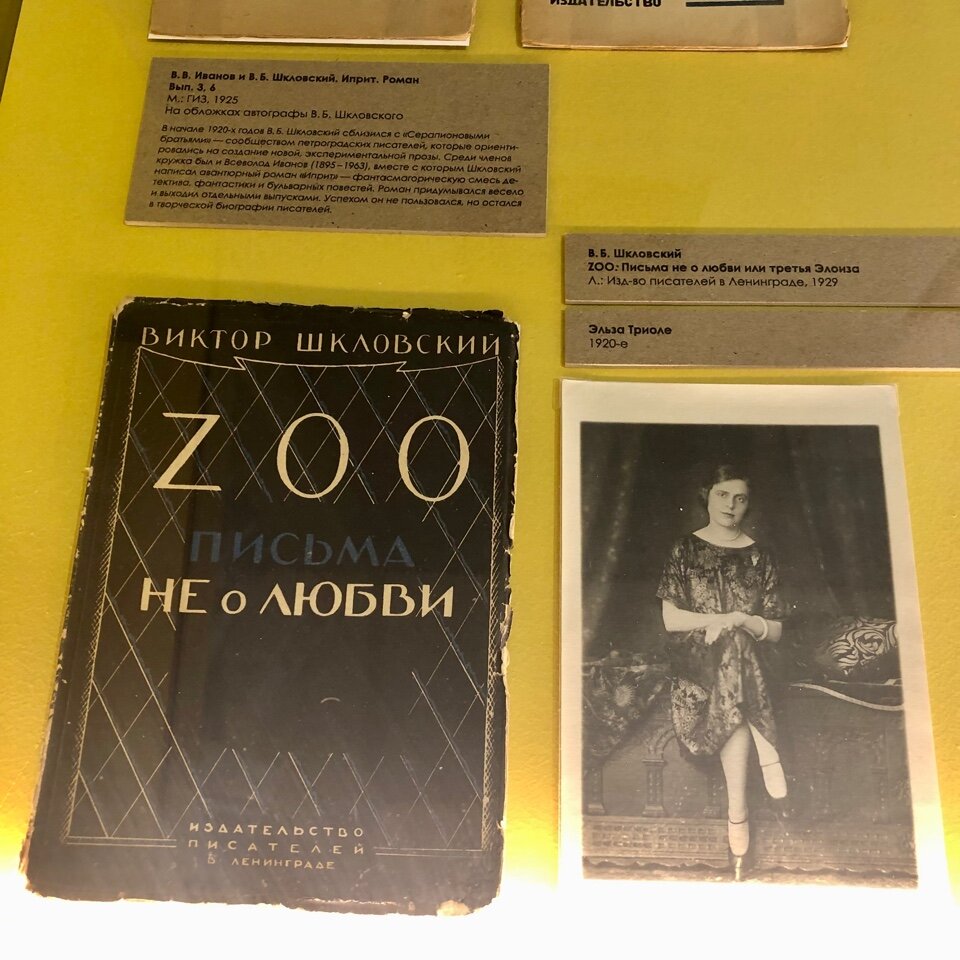 ИЗДАТЕЛЬСТВО
В. В. Иванов и В. Б. Шкловский. Иприт. Роман
Вып. 3, 6
М.: ГИЗ, 1925
На обложках автографы В. Б. Шкловского
В начале 1920-х годов В. Б. Шкловский сблизился с «Серапионовыми
братьями» — сообществом петроградских писателей, которые ориенти-
ровались на создание новой, экспериментальной прозы. Среди членов
кружка был и Всеволод Иванов (1895–1963), вместе с которым Шкловский
написал авантюрный роман «Иприт» — фантасмагорическую смесь де-
тектива, фантастики и бульварных повестей. Роман придумывался весело
и выходил отдельными выпусками. Успехом он не пользовался, но остался
в творческой биографии писателей.
В. Б. Шкловский
ZOO: Письма не о любви или третья Элоиза
Л.: Изд-во писателей в Ленинграде, 1929
Эльза Триоле
1920-е
ВИКТОР ШКЛОВСКИЙ
ZOO
ПИСЬМА
НЕ О ЛЮБВИ
ИЗДАТЕЛЬСТВО
ПИСАТЕЛЕЙ
В ЛЕНИНГРАДЕ